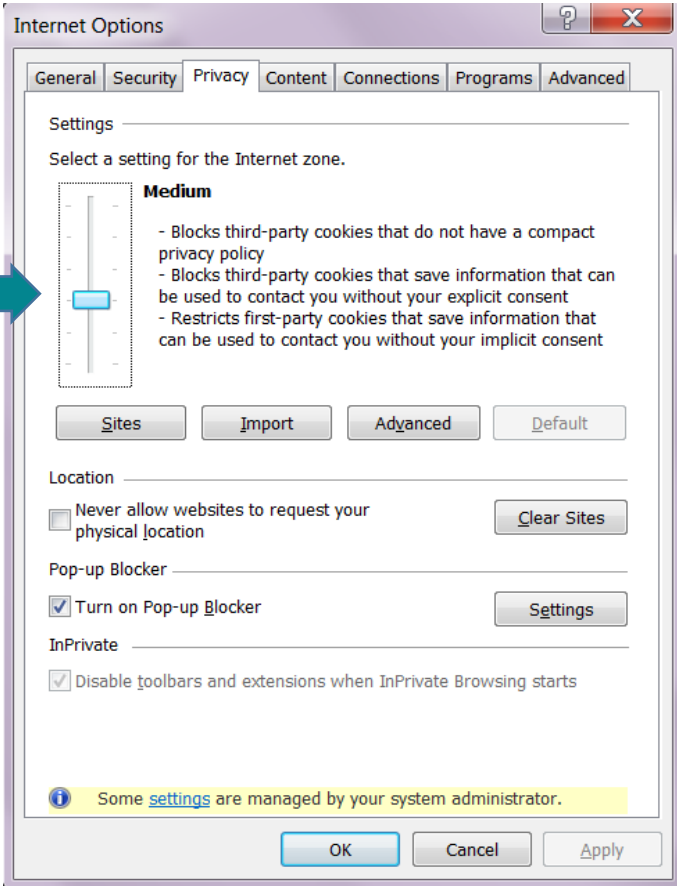 Internet Options
General Security Privacy Content Connections Programs Advanced
Settings
Select a setting for the Internet zone.
Medium
- Blocks third-party cookies that do not have a compact
privacy policy
- Blocks third-party cookies that save information that can
be used to contact you without your explicit consent
- Restricts first-party cookies that save information that
can be used to contact you without your implicit consent
Sites Import Advanced Default
Location
Never allow websites to request your
physical location
Clear Sites
Pop-up Blocker
Turn on Pop-up Blocker
Settings
InPrivate
Disable toolbars and extensions when InPrivate Browsing starts
Some settings are managed by your system administrator.
OK Cancel Apply